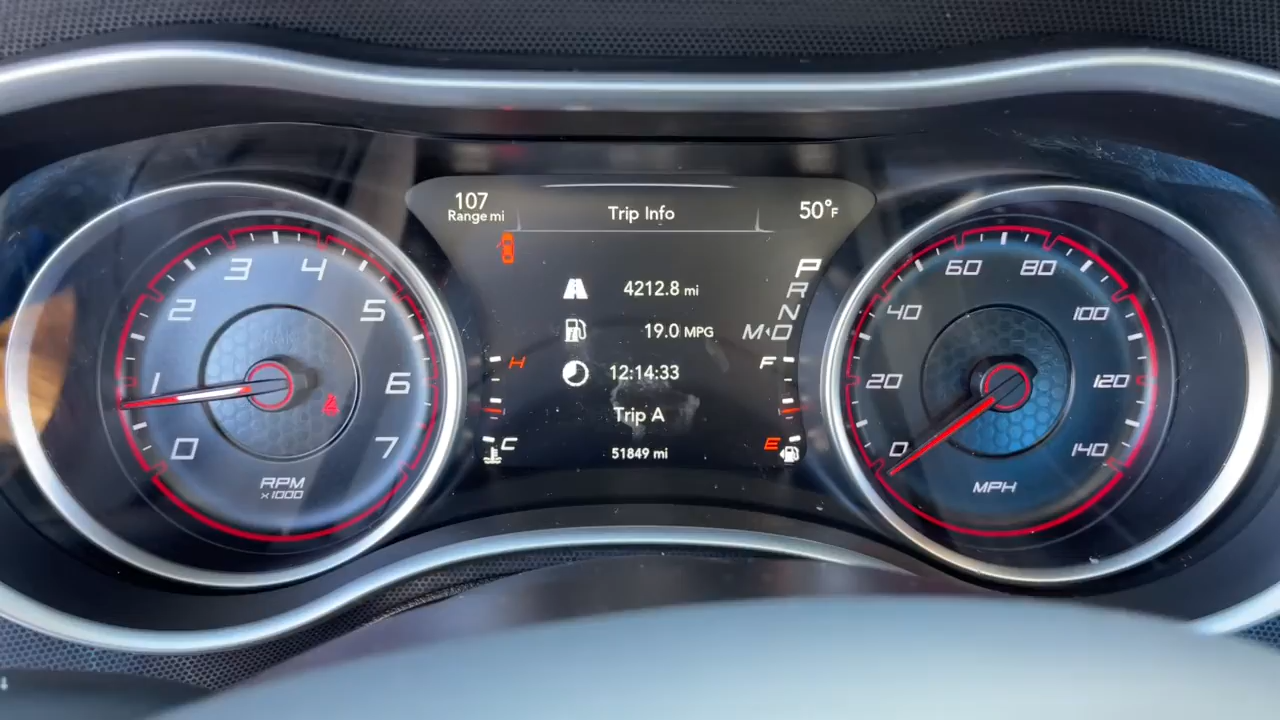 107
Range mi
Trip Info
50°F
4212.8 mi
19.0 MPG
12:14:33
Trip A
51849 mi
P
R
N
M D
H
C
F
E
0
1
2
3
4
5
6
7
RPM
x1000
0
20
40
60
80
100
120
140
MPH